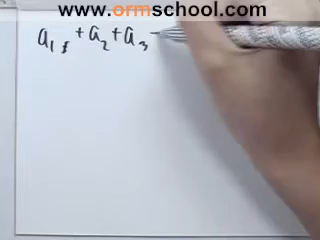 www.ormschool.com
a₁ + a₂ + a₃